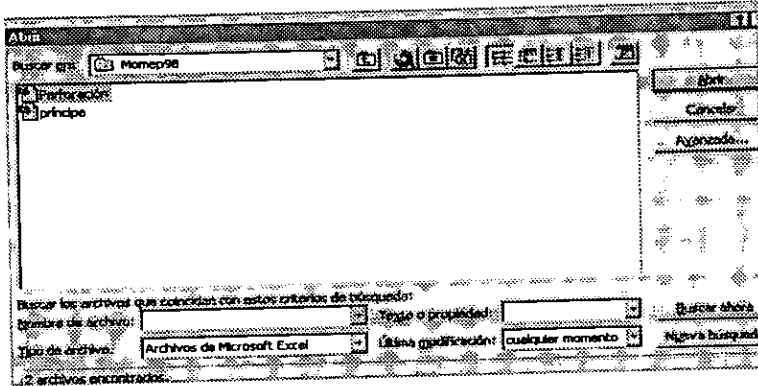 Abrir
Buscar en: Momep98
Perforación
príncipe
Abrir
Cancelar
Avanzada...
Buscar los archivos que coincidan con estos criterios de búsqueda:
Nombre de archivo: Texto o propiedad: Buscar ahora
Tipo de archivo: Archivos de Microsoft Excel Última modificación: cualquier momento Nueva búsqueda
2 archivos encontrados.